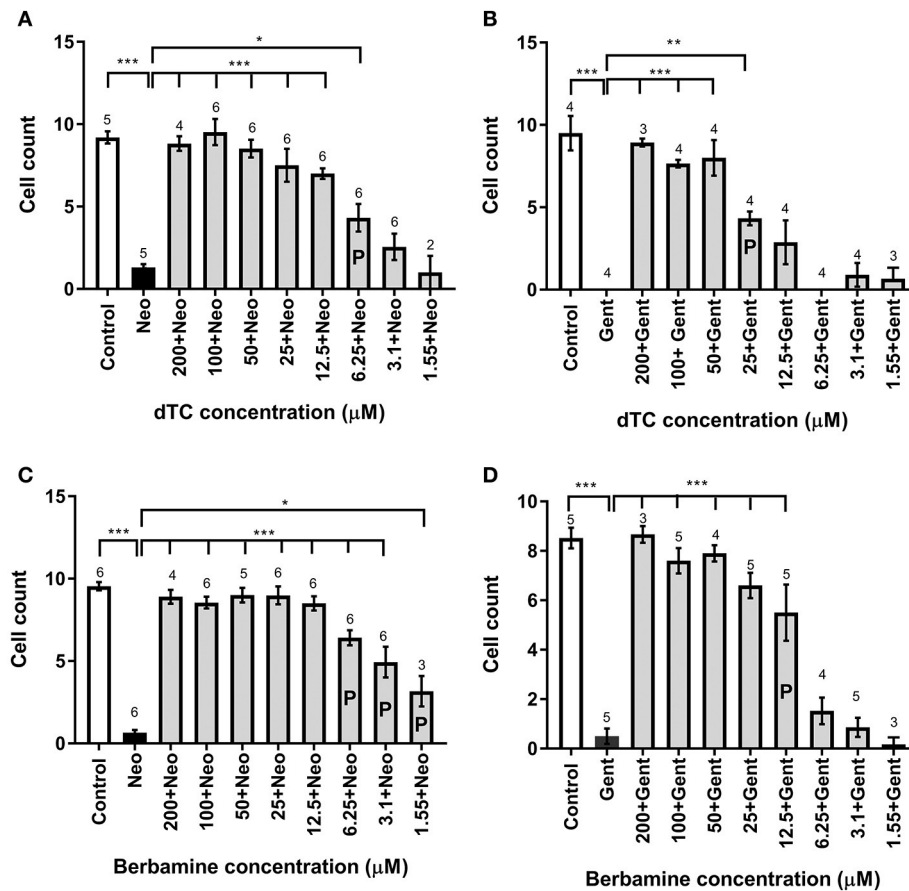 A
15
10
5
0
Cell count
***
*
***
5
5
4
6
6
6
6
6
6
2
P
Control
Neo
200+Neo
100+Neo
50+Neo
25+Neo
12.5+Neo
6.25+Neo
3.1+Neo
1.55+Neo
dTC concentration (μM)
B
15
10
5
0
Cell count
***
**
***
4
4
3
4
4
4
4
4
4
3
P
Control
Gent
200+Gent
100+ Gent
50+Gent
25+Gent
12.5+Gent
6.25+Gent
3.1+Gent
1.55+Gent
dTC concentration (μM)
C
15
10
5
0
Cell count
***
*
***
6
6
4
6
5
6
6
6
6
3
P
P
P
Control
Neo
200+Neo
100+Neo
50+Neo
25+Neo
12.5+Neo
6.25+Neo
3.1+Neo
1.55+Neo
Berbamine concentration (μM)
D
10
8
6
4
2
0
Cell count
***
***
5
5
3
5
4
5
5
4
5
3
P
Control
Gent
200+Gent
100+Gent
50+Gent
25+Gent
12.5+Gent
6.25+Gent
3.1+Gent
1.55+Gent
Berbamine concentration (μM)